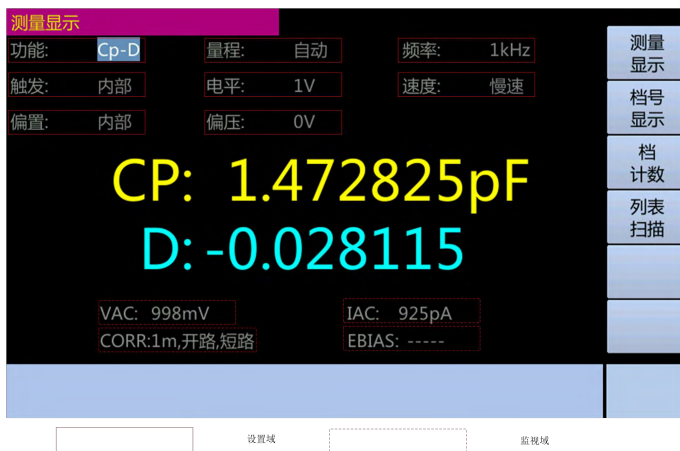 测量显示
功能: Cp-D 量程: 自动 频率: 1kHz
触发: 内部 电平: 1V 速度: 慢速
偏置: 内部 偏压: 0V
CP: 1.472825pF
D: -0.028115
VAC: 998mV IAC: 925pA
CORR:1m,开路,短路 EBIAS: -----
测量
显示
档号
显示
档
计数
列表
扫描
设置域 监视域